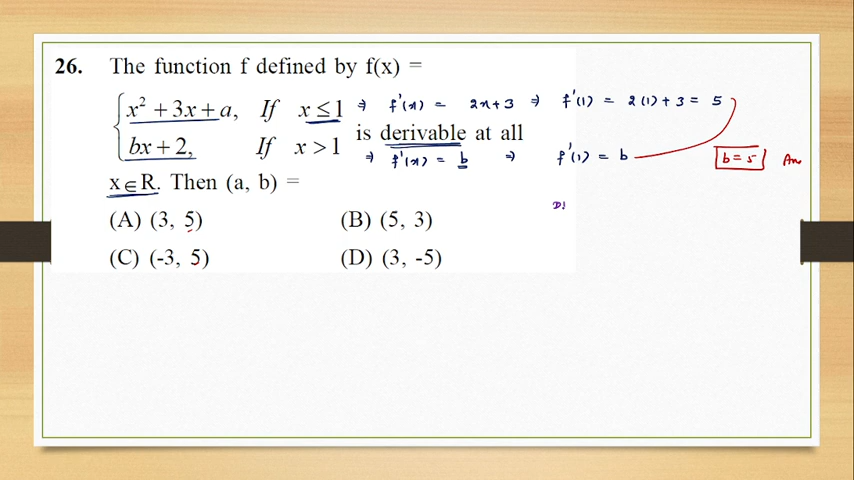 26. The function f defined by f(x) =
x² + 3x + a, If x ≤ 1 ⇒ f'(x) = 2x+3 ⇒ f'(1) = 2(1)+3 = 5
is derivable at all
bx + 2, If x > 1 ⇒ f'(x) = b ⇒ f'(1) = b b = 5 Ans
x∈R. Then (a, b) =
(A) (3, 5) (B) (5, 3)
(C) (-3, 5) (D) (3, -5)